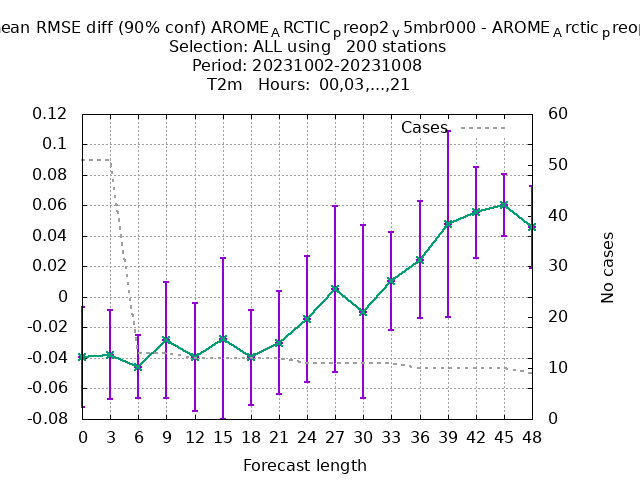 ean RMSE diff (90% conf) AROME_ARCTIC_preop2_v5mbr000 - AROME_Arctic_preop
Selection: ALL using 200 stations
Period: 20231002-20231008
T2m Hours: 00,03,...,21
Cases
0.12
0.1
0.08
0.06
0.04
0.02
0
-0.02
-0.04
-0.06
-0.08
60
50
40
30
20
10
0
No cases
0 3 6 9 12 15 18 21 24 27 30 33 36 39 42 45 48
Forecast length